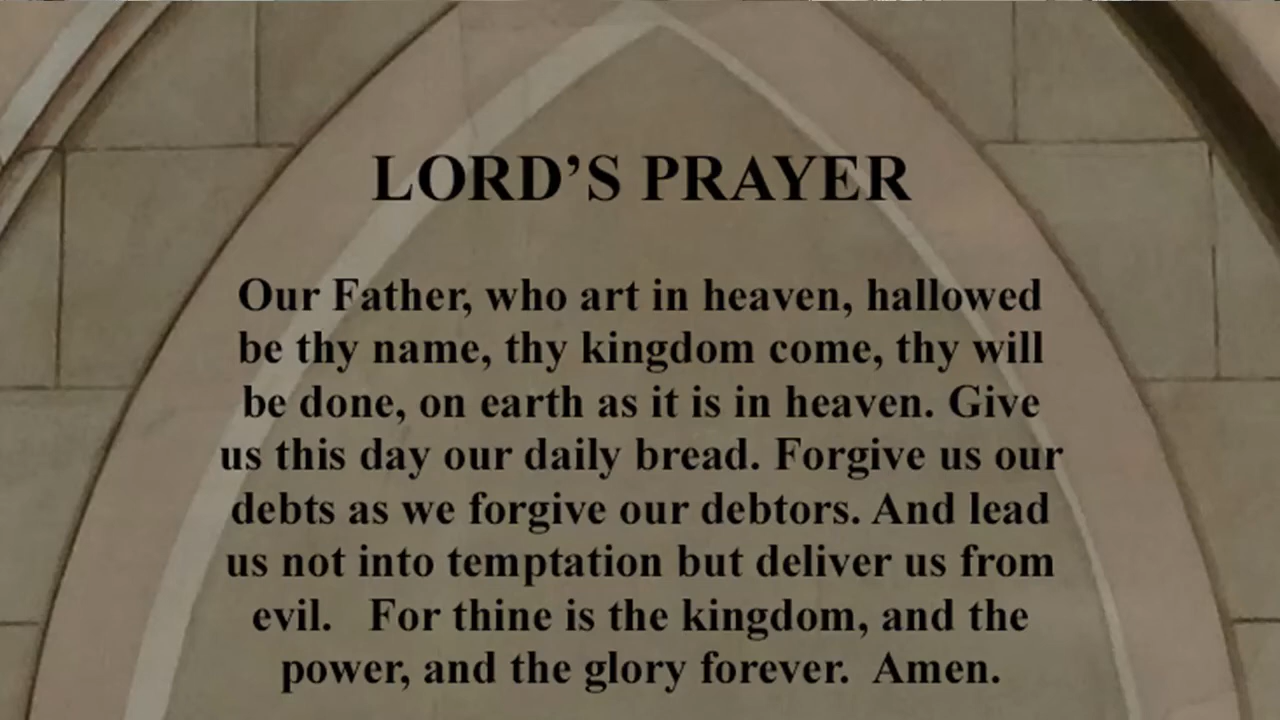 LORD’S PRAYER
Our Father, who art in heaven, hallowed
be thy name, thy kingdom come, thy will
be done, on earth as it is in heaven. Give
us this day our daily bread. Forgive us our
debts as we forgive our debtors. And lead
us not into temptation but deliver us from
evil.   For thine is the kingdom, and the
power, and the glory forever.  Amen.